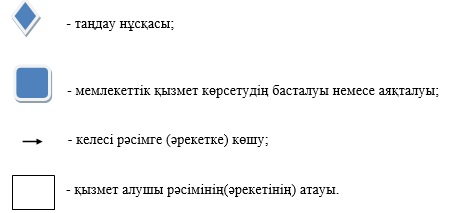 - таңдау нұсқасы;
- мемлекеттік қызмет көрсетудің басталуы немесе аяқталуы;
- келесі рәсімге (әрекетке) көшу;
- қызмет алушы рәсімінің(әрекетінің) атауы.